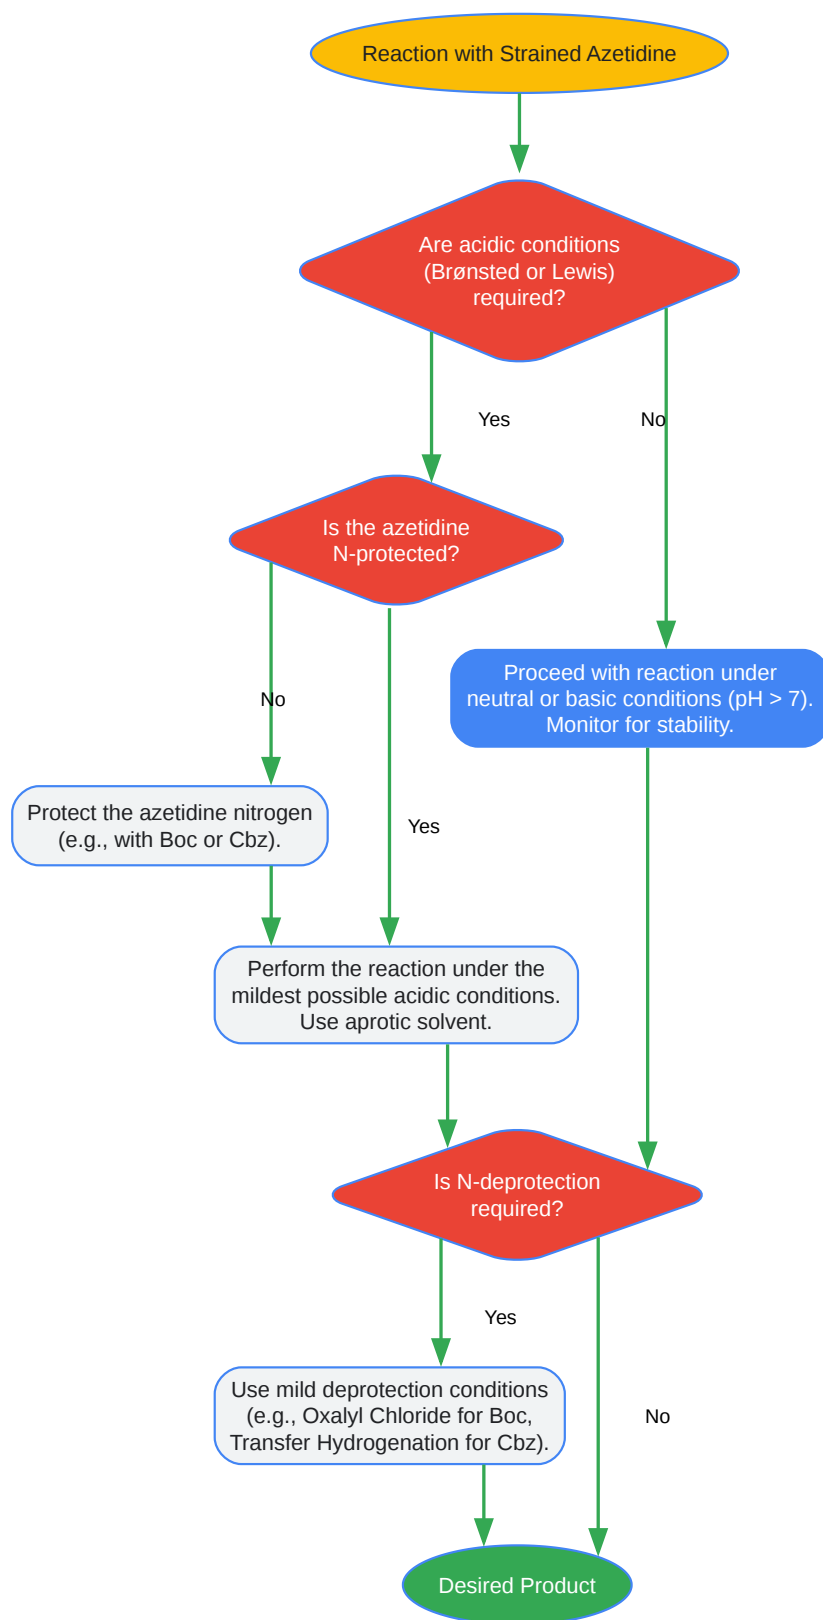 Reaction with Strained Azetidine
Are acidic conditions
(Brønsted or Lewis)
required?
Yes
No
Is the azetidine
N-protected?
Proceed with reaction under
neutral or basic conditions (pH > 7).
Monitor for stability.
No
Protect the azetidine nitrogen
(e.g., with Boc or Cbz).
Yes
Perform the reaction under the
mildest possible acidic conditions.
Use aprotic solvent.
Is N-deprotection
required?
Yes
Use mild deprotection conditions
(e.g., Oxalyl Chloride for Boc,
Transfer Hydrogenation for Cbz).
No
Desired Product